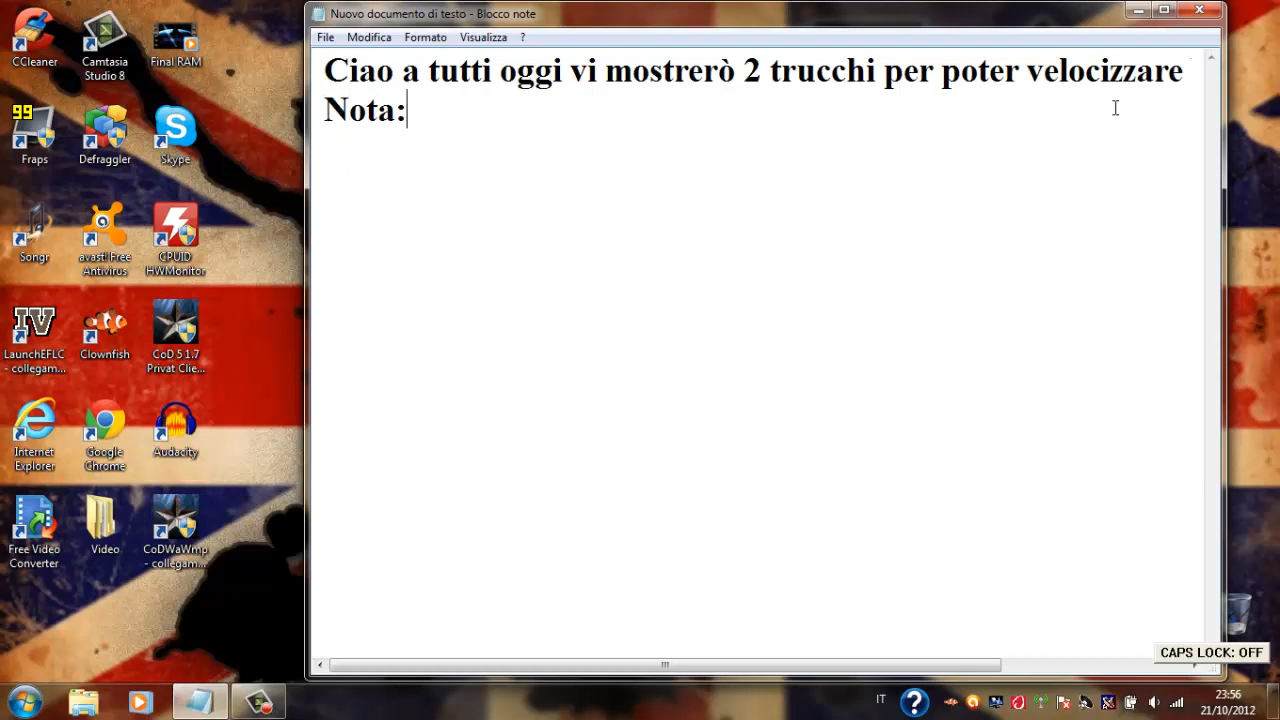 Nuovo documento di testo - Blocco note
File Modifica Formato Visualizza ?
Ciao a tutti oggi vi mostrerò 2 trucchi per poter velocizzare
Nota:
CCleaner
Camtasia
Studio 8
Final RAM
99
Fraps
Defraggler
Skype
Songr
avast! Free
Antivirus
CPUID
HWMonitor
IV
LaunchEFLC
- collegam...
Clownfish
CoD 5 1.7
Privat Clie...
Internet
Explorer
Google
Chrome
Audacity
Free Video
Converter
Video
CoDWaWmp
- collegam...
CAPS LOCK: OFF
IT
?
23:56
21/10/2012